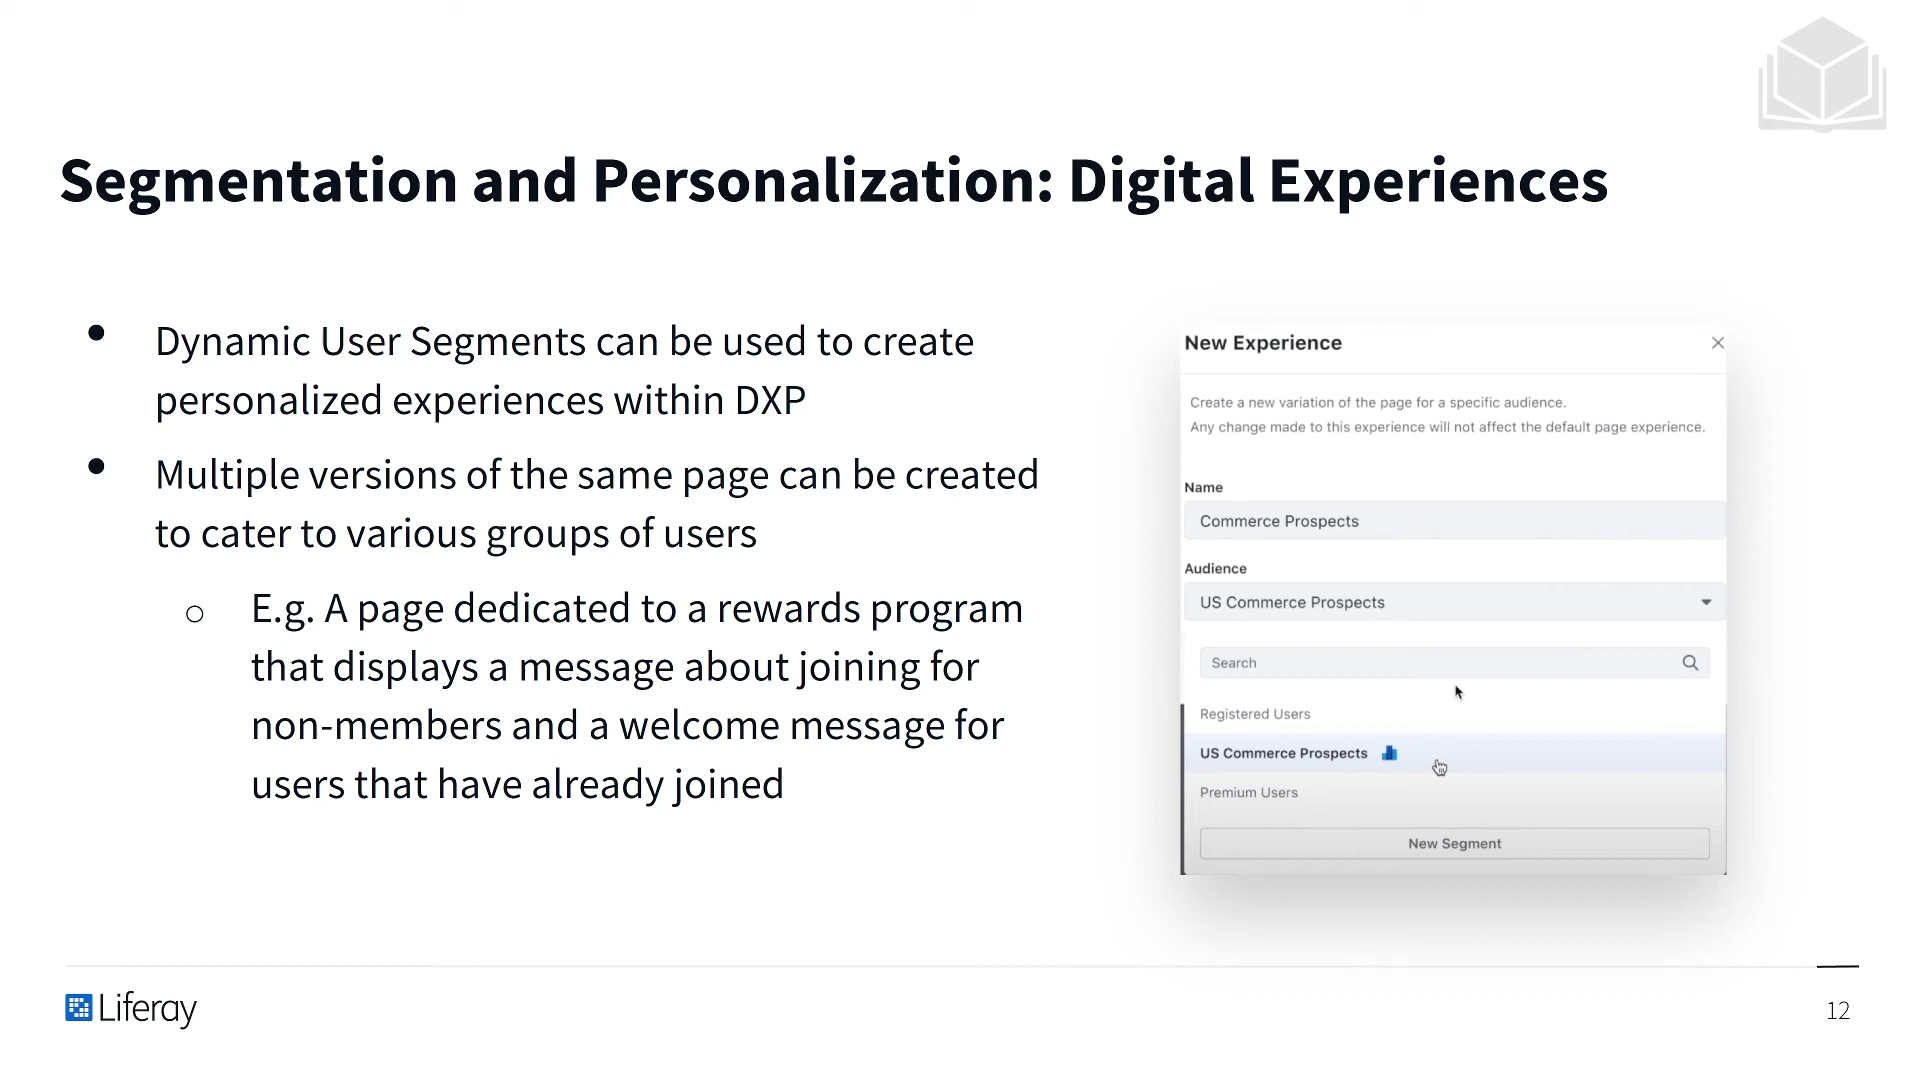 Segmentation and Personalization: Digital Experiences
• Dynamic User Segments can be used to create
personalized experiences within DXP
• Multiple versions of the same page can be created
to cater to various groups of users
○ E.g. A page dedicated to a rewards program
that displays a message about joining for
non-members and a welcome message for
users that have already joined
New Experience
Create a new variation of the page for a specific audience.
Any change made to this experience will not affect the default page experience.
Name
Commerce Prospects
Audience
US Commerce Prospects
Search
Registered Users
US Commerce Prospects
Premium Users
New Segment
Liferay
12